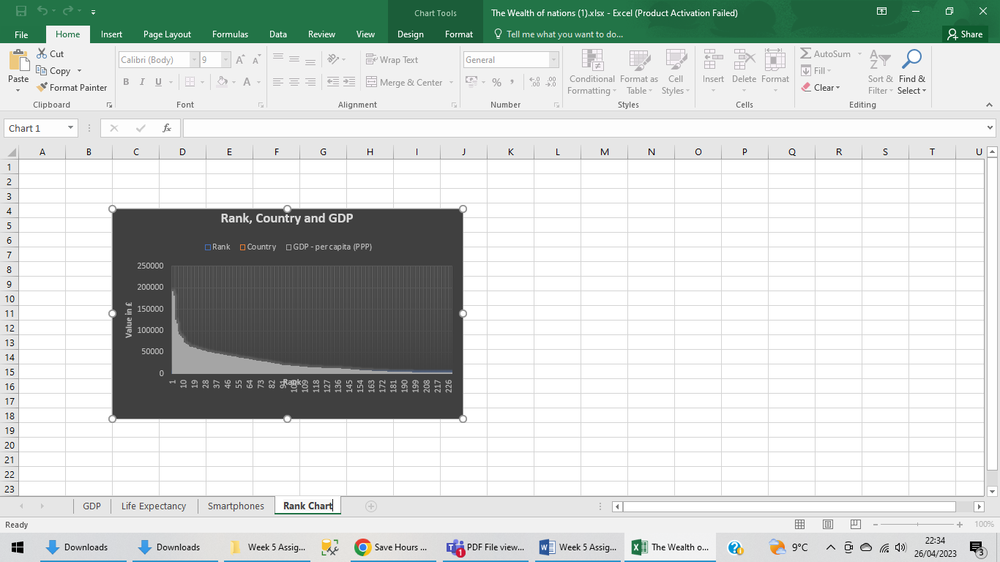 Chart Tools
The Wealth of nations (1).xlsx - Excel (Product Activation Failed)
File Home Insert Page Layout Formulas Data Review View Design Format Tell me what you want to do... Share
Cut
Copy
Format Painter
Paste
Calibri (Body) 9
B I U A
Wrap Text
Merge & Center
General
%
Conditional Formatting
Format as Table
Cell Styles
Insert Delete Format
AutoSum
Fill
Clear
Sort & Filter
Find & Select
Clipboard Font Alignment Number Styles Cells Editing
Chart 1 fx
A B C D E F G H I J K L M N O P Q R S T U
1
2
3
4
5
6
7
8
9
10
11
12
13
14
15
16
17
18
19
20
21
22
23
Rank, Country and GDP
Rank Country GDP - per capita (PPP)
250000
200000
150000
100000
50000
0
Value in £
1 10 19 28 37 46 55 64 73 82 91 109 118 127 136 145 154 163 172 181 190 199 208 217 226
Rank
GDP Life Expectancy Smartphones Rank Chart
Ready 100%
Downloads Downloads Week 5 Assig... Save Hours ... PDF File view... Week 5 Assig... The Wealth o... 9°C 22:34
26/04/2023
1
3